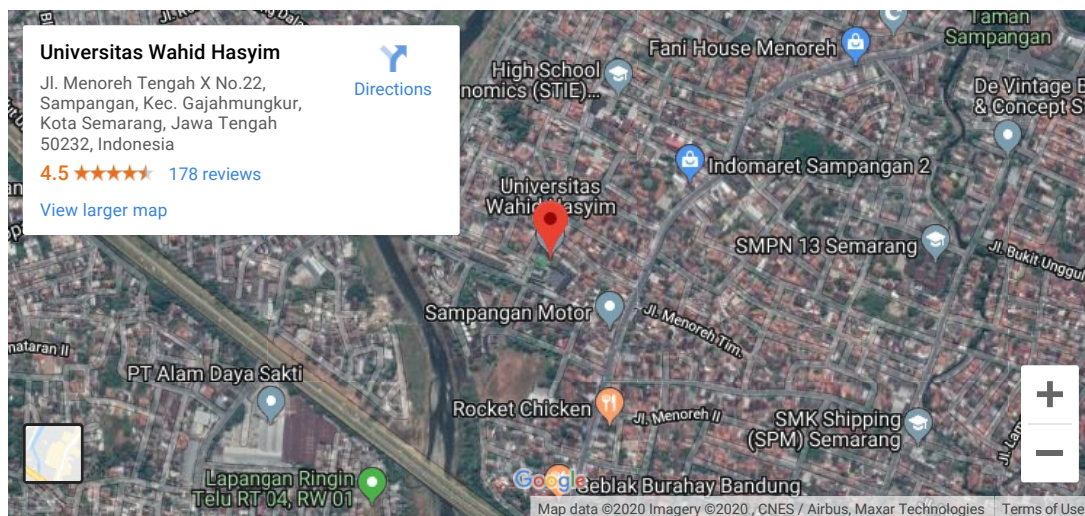 Universitas Wahid Hasyim
Jl. Menoreh Tengah X No.22,
Sampangan, Kec. Gajahmungkur,
Kota Semarang, Jawa Tengah
50232, Indonesia
4.5
178 reviews
View larger map
Directions
Taman
Sampangan
Fani House Menoreh
High School
nomics (STIE)...
De Vintage
& Concept S
Indomaret Sampangan 2
Universitas
Wahid Hasyim
SMPN 13 Semarang
Jl. Bukit Unggul
Sampangan Motor
Jl. Menoreh Tim.
nataran II
PT Alam Daya Sakti
Rocket Chicken
Jl. Menoreh II
SMK Shipping
(SPM) Semarang
Lapangan Ringin
Telu RT 04, RW 01
Google
Seblak Burahay Bandung
Map data ©2020 Imagery ©2020 , CNES / Airbus, Maxar Technologies
Terms of Use